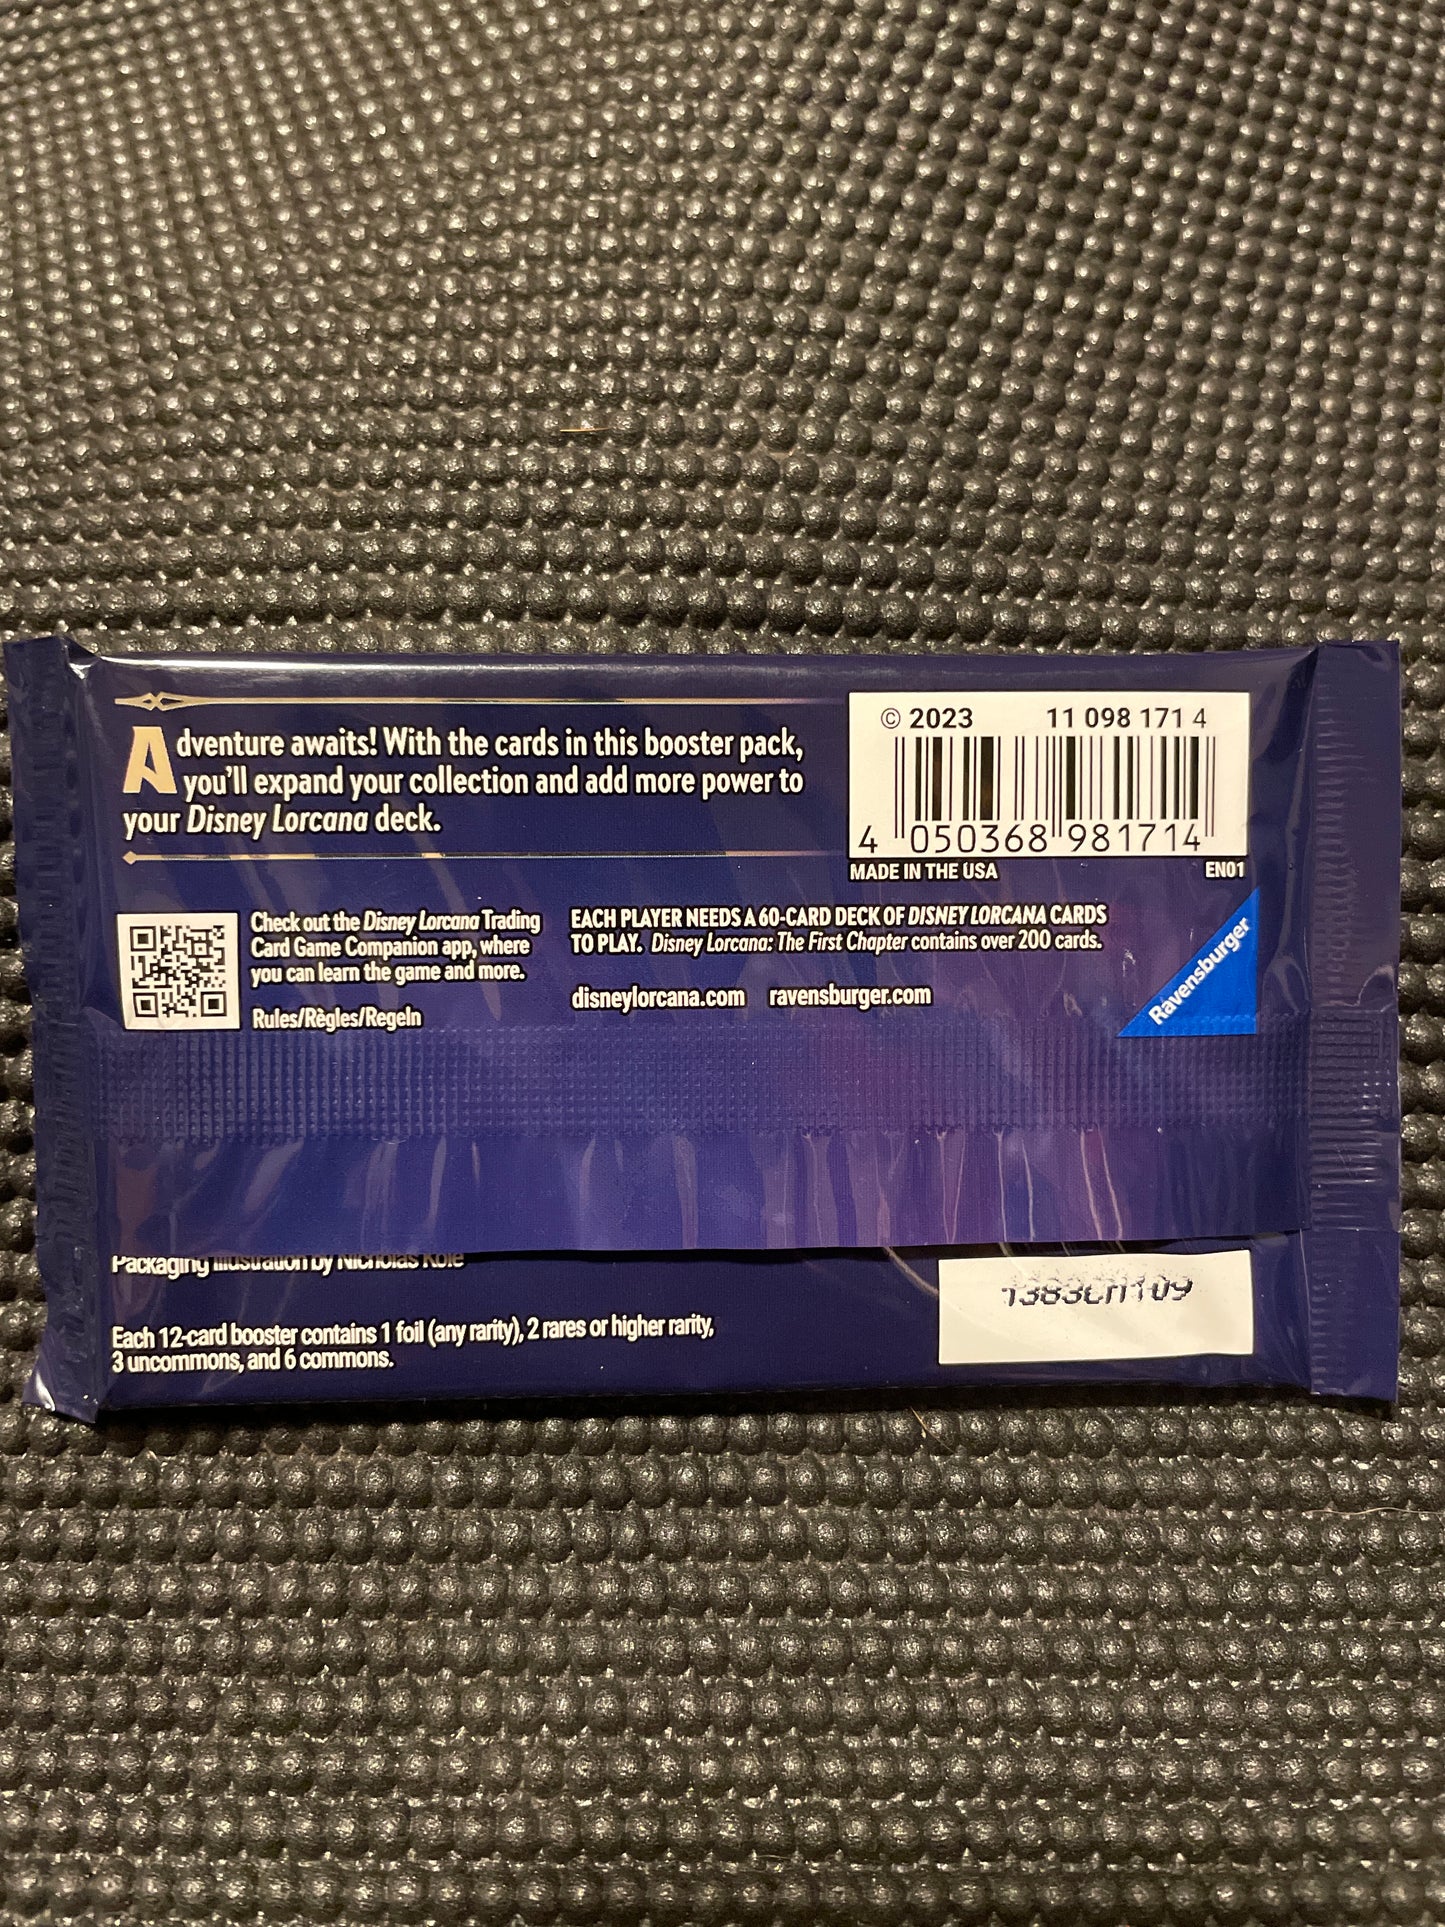 Adventure awaits! With the cards in this booster pack,
you'll expand your collection and add more power to
your Disney Lorcana deck.
© 2023 11 098 171 4
4 050368 981714
MADE IN THE USA EN01
Check out the Disney Lorcana Trading
Card Game Companion app, where
you can learn the game and more.
Rules/Règles/Regeln
EACH PLAYER NEEDS A 60-CARD DECK OF DISNEY LORCANA CARDS
TO PLAY. Disney Lorcana: The First Chapter contains over 200 cards.
disneylorcana.com ravensburger.com
Ravensburger
Packaging Illustration by Nicholas Kole
Each 12-card booster contains 1 foil (any rarity), 2 rares or higher rarity,
3 uncommons, and 6 commons.